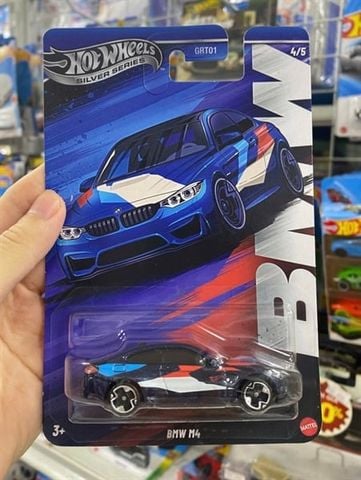 HOT WHEELS
SILVER SERIES
GRT01
4/5
BMW
3+
BMW M4
MATTEL